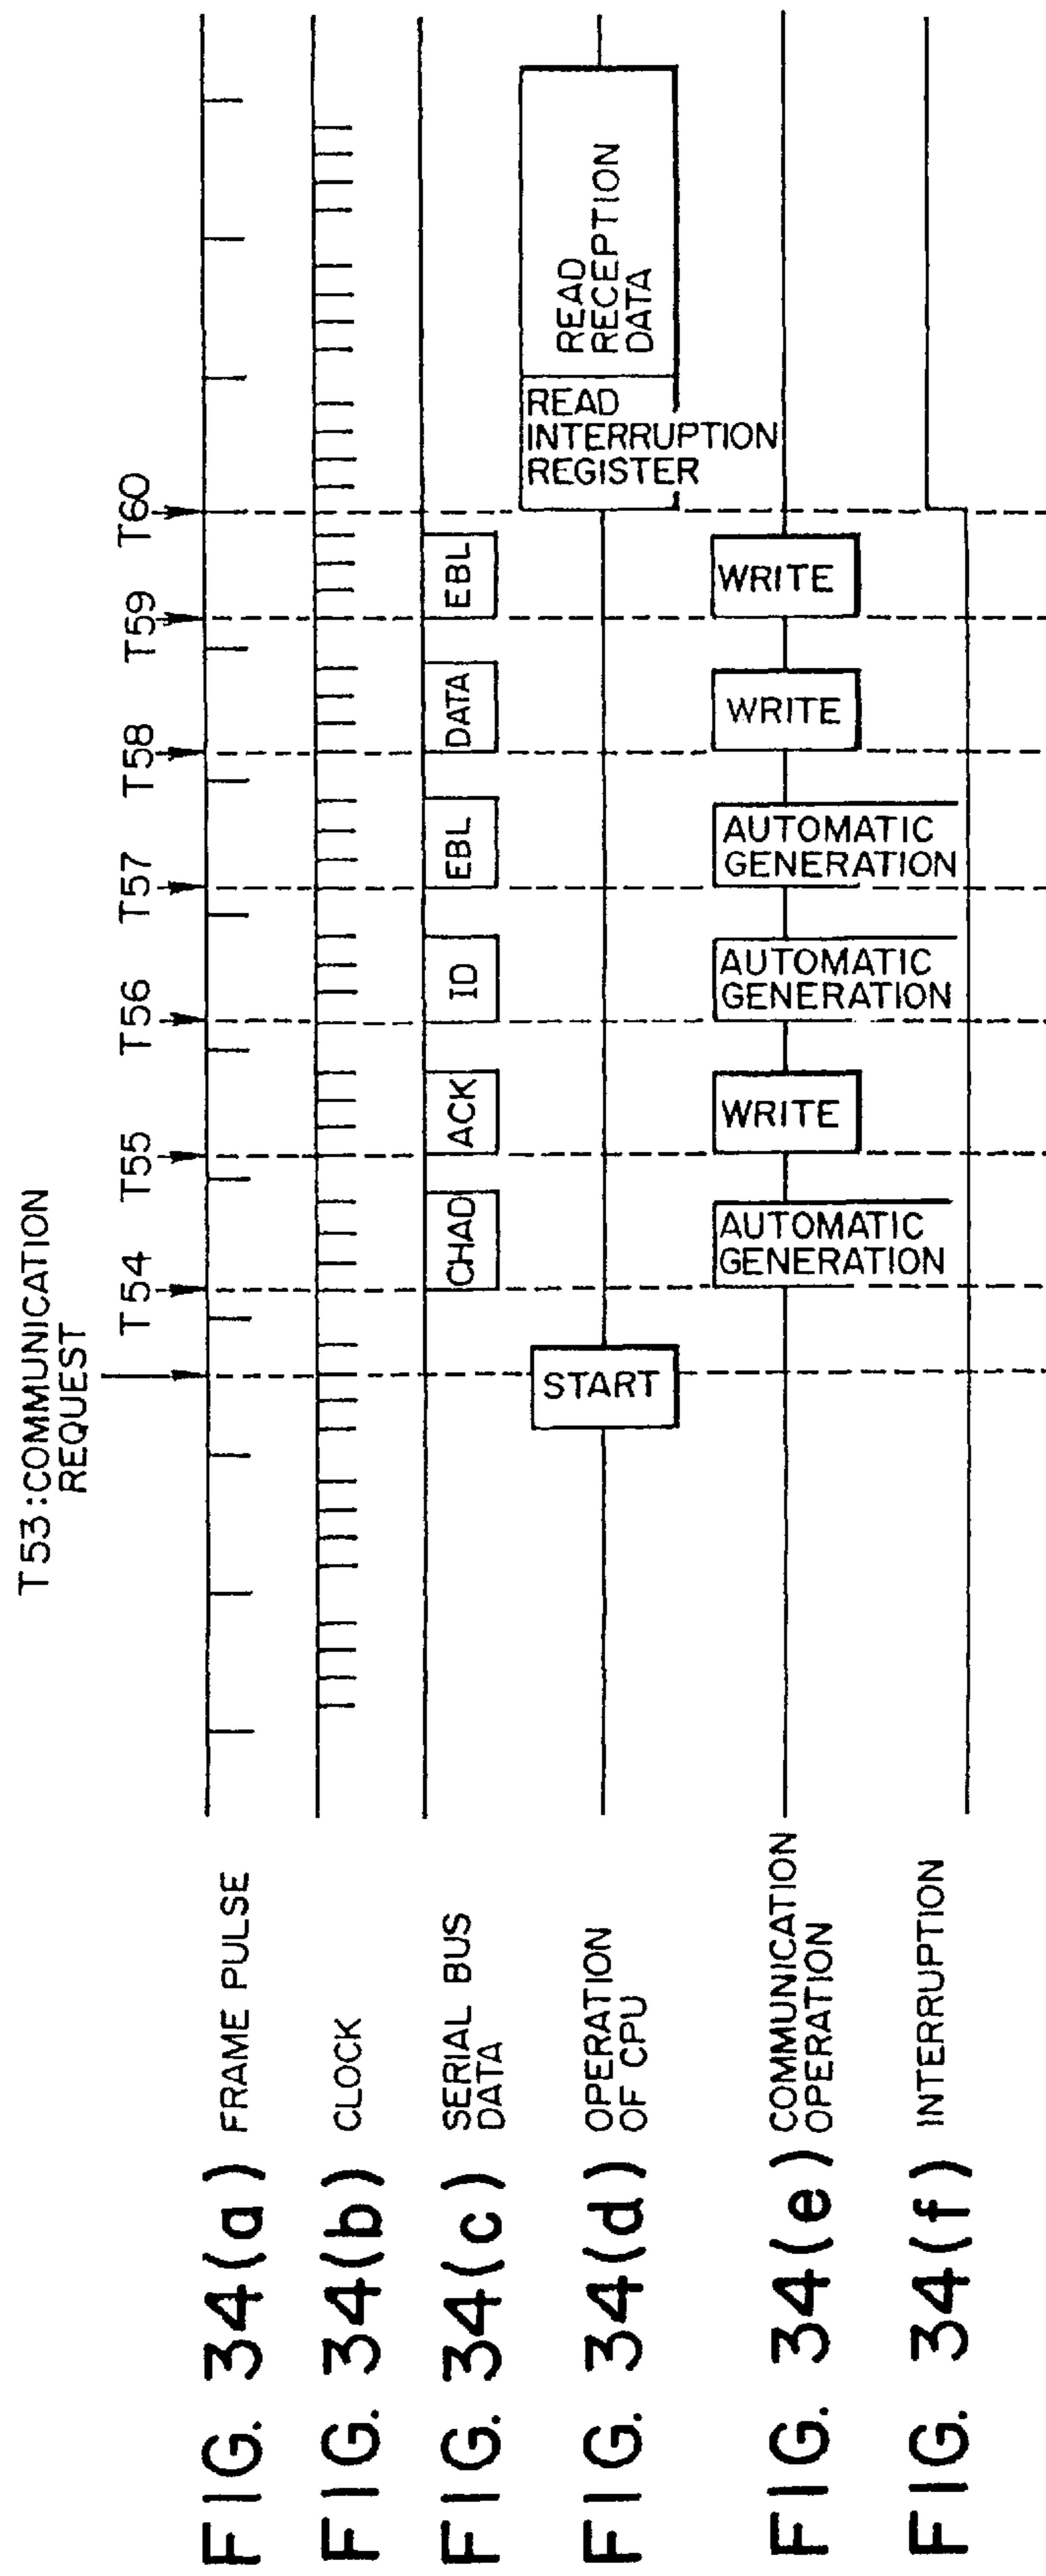 T53:COMMUNICATION
REQUEST
T54 T55 T56 T57 T58 T59 T60
FIG. 34(a) FRAME PULSE
FIG. 34(b) CLOCK
FIG. 34(c) SERIAL BUS
DATA
CHAD ACK ID EBL DATA EBL
FIG. 34(d) OPERATION
OF CPU
START
READ
INTERRUPTION
REGISTER
READ
RECEPTION
DATA
FIG. 34(e) COMMUNICATION
OPERATION
AUTOMATIC
GENERATION
WRITE
AUTOMATIC
GENERATION
AUTOMATIC
GENERATION
WRITE
WRITE
FIG. 34(f) INTERRUPTION